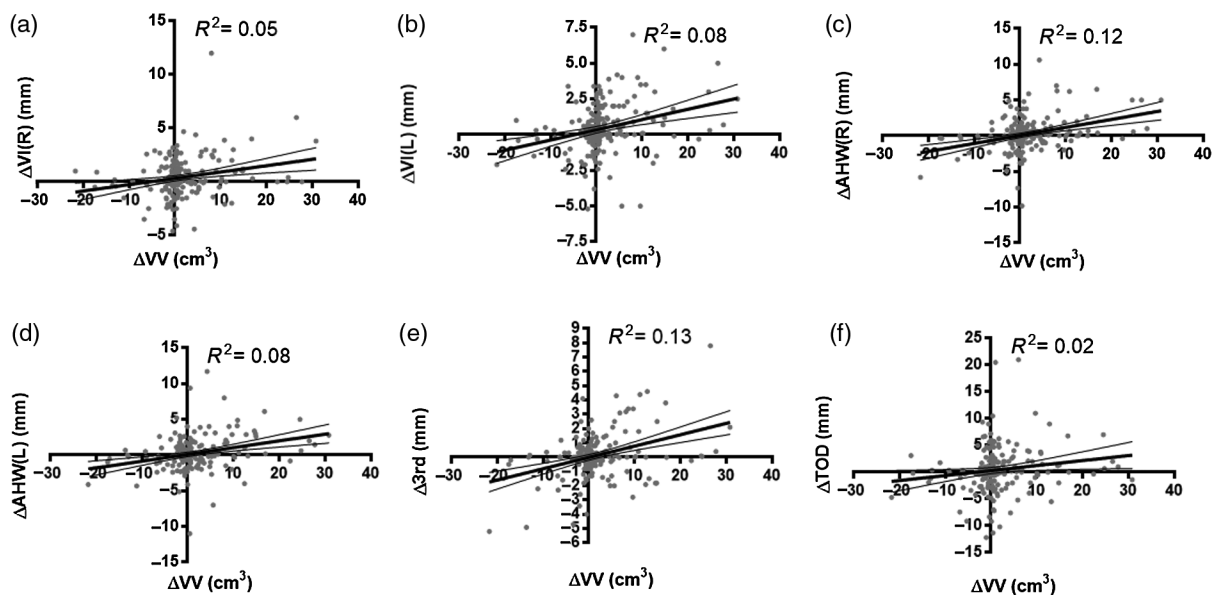 (a)
R² = 0.05
ΔVI(R) (mm)
15
10
5
–5
–30 –20 –10 0 10 20 30 40
ΔVV (cm³)
(b)
R² = 0.08
ΔVI(L) (mm)
7.5
5.0
2.5
–2.5
–5.0
–7.5
–30 –20 –10 0 10 20 30 40
ΔVV (cm³)
(c)
R² = 0.12
ΔAHW(R) (mm)
15
10
5
–5
–10
–15
–30 –20 –10 0 10 20 30 40
ΔVV (cm³)
(d)
R² = 0.08
ΔAHW(L) (mm)
15
10
5
–5
–10
–15
–30 –20 –10 0 10 20 30 40
ΔVV (cm³)
(e)
R² = 0.13
Δ3rd (mm)
9
8
7
6
5
4
3
2
1
–2
–3
–4
–5
–6
–30 –20 –10 0 10 20 30 40
ΔVV (cm³)
(f)
R² = 0.02
ΔTOD (mm)
25
20
15
10
5
–5
–10
–15
–30 –20 –10 0 10 20 30 40
ΔVV (cm³)